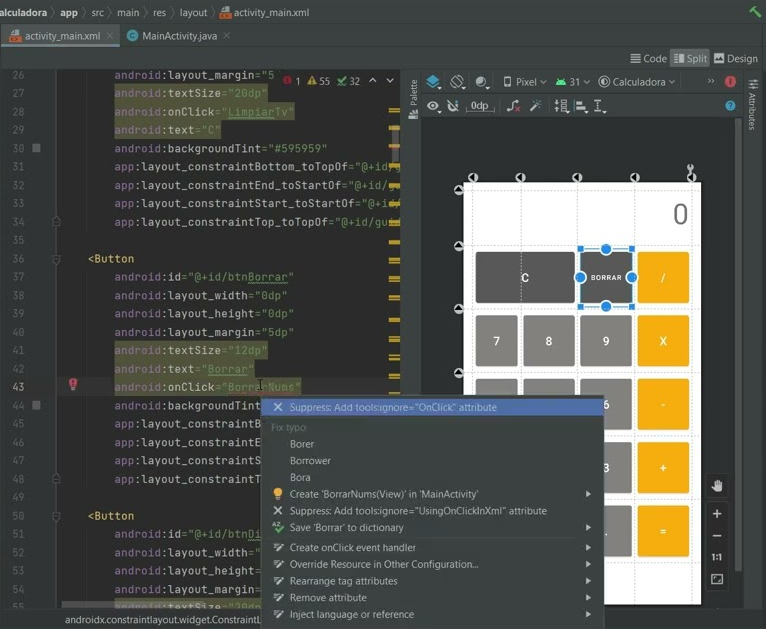 alculadora > app > src > main > res > layout > activity_main.xml
activity_main.xml × MainActivity.java ×
Code Split Design
26 android:layout_margin="5
1 55 32
Pixel 31 Calculadora
27 android:textSize="20dp"
28 android:onClick="LimpiarTv"
0dp
29 android:text="C"
30 android:backgroundTint="#595959"
31 app:layout_constraintBottom_toTopOf="@+id/g
32 app:layout_constraintEnd_toStartOf="@+id/g
33 app:layout_constraintStart_toStartOf="@+id/
34 app:layout_constraintTop_toTopOf="@+id/gu
35
36 <Button
37 android:id="@+id/btnBorrar"
38 android:layout_width="0dp"
39 android:layout_height="0dp"
40 android:layout_margin="5dp
41 android:textSize="12dp"
42 android:text="Borrar"
43 android:onClick="BorrarNums"
44 android:backgroundTint
45 app:layout_constraintB
46 app:layout_constraintE
47 app:layout_constraintS
48 app:layout_constraintT
49
50 <Button
51 android:id="@+id/btnDi
52 android:layout_width="
53 android:layout_height=
54 android:layout_margin=
55 android:textSize="20dp
androidx.constraintlayout.widget.ConstraintL
Suppress: Add tools:ignore="OnClick" attribute
Fix typo:
Borer
Borrower
Bora
Create 'BorrarNums(View)' in 'MainActivity'
Suppress: Add tools:ignore="UsingOnClickInXml" attribute
Save 'Borrar' to dictionary
Create onClick event handler
Override Resource in Other Configuration...
Rearrange tag attributes
Remove attribute
Inject language or reference
Palette
Attributes
0
C BORRAR /
7 8 9 X
6 -
3 +
. =
1:1